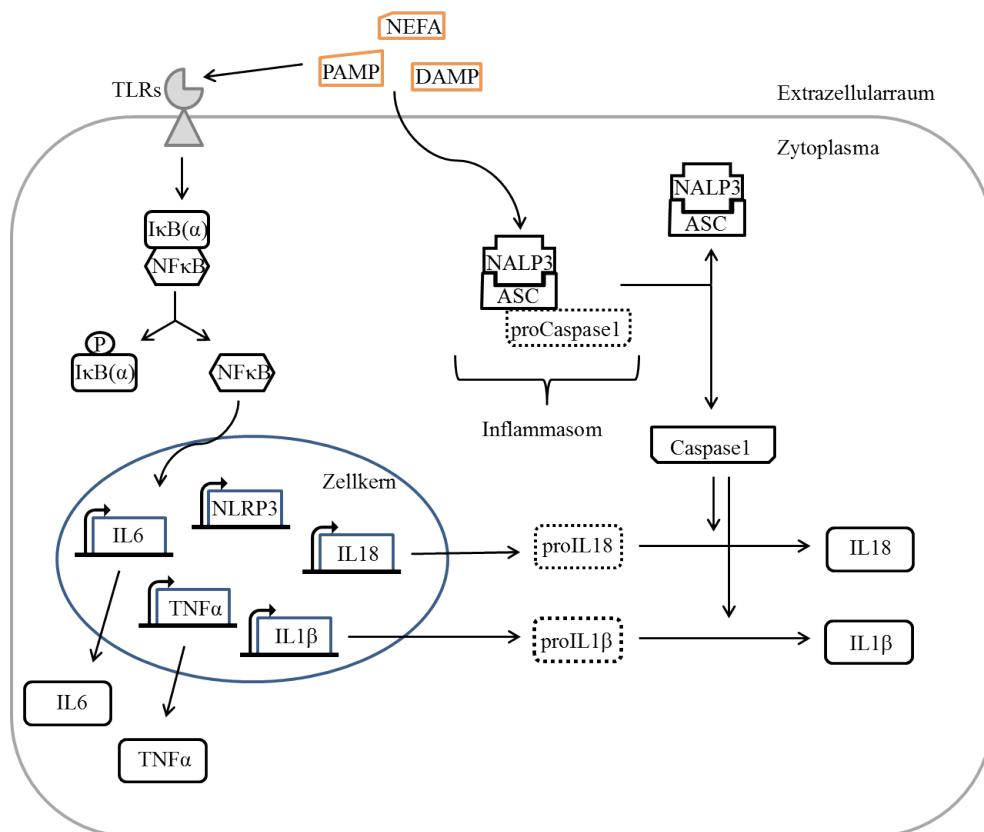 NEFA
PAMP
DAMP
TLRs
Extrazellularraum
Zytoplasma
NALP3
ASC
IκB(α)
NFκB
NALP3
ASC
proCaspase1
P
IκB(α)
NFκB
Inflammasom
Caspase1
Zellkern
NLRP3
IL6
IL18
proIL18
IL18
TNFα
IL1β
proIL1β
IL1β
IL6
TNFα